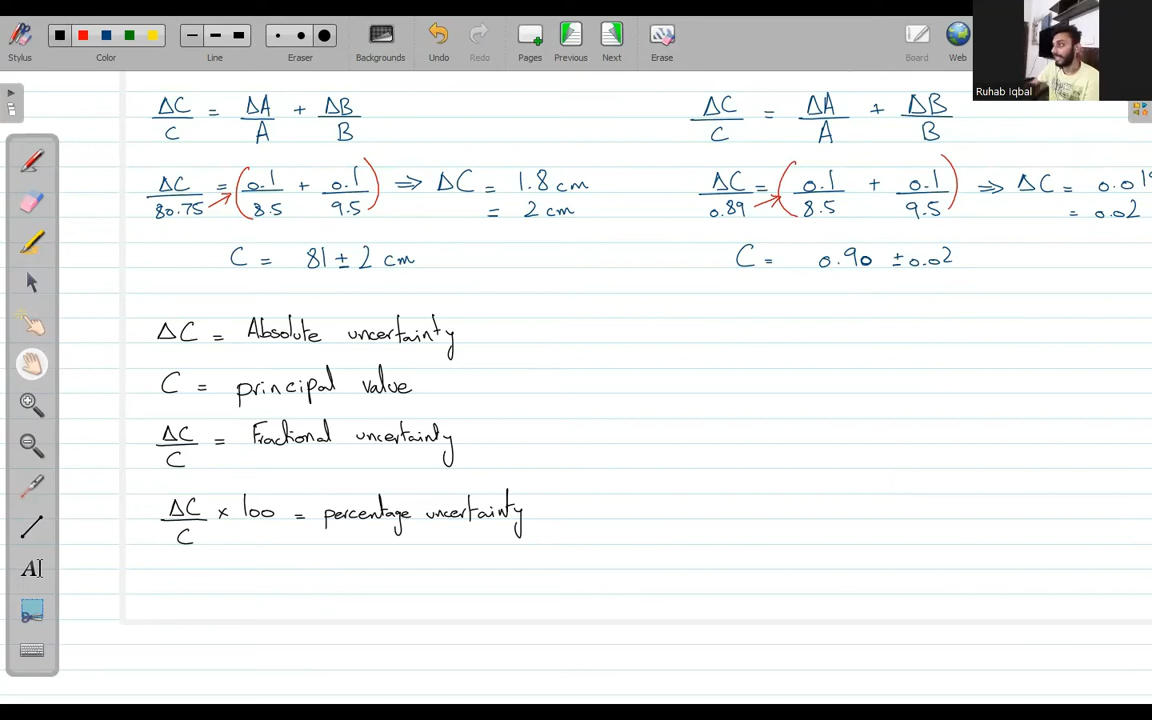 Stylus Color Line Eraser Backgrounds Undo Redo Pages Previous Next Erase Board Web
Ruhab Iqbal
ΔC/C = ΔA/A + ΔB/B
ΔC/80.75 = (0.1/8.5 + 0.1/9.5) ⇒ ΔC = 1.8 cm
= 2 cm
C = 81 ± 2 cm
ΔC/C = ΔA/A + ΔB/B
ΔC/0.89 = (0.1/8.5 + 0.1/9.5) ⇒ ΔC = 0.019
= 0.02
C = 0.90 ± 0.02
ΔC = Absolute uncertainty
C = principal value
ΔC/C = Fractional uncertainty
ΔC/C × 100 = percentage uncertainty